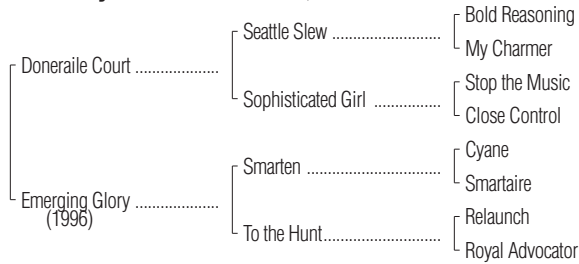 Bold Reasoning
Seattle Slew ..........................
My Charmer
Doneraile Court ....................
Stop the Music
Sophisticated Girl ................
Close Control
Cyane
Smarten ................................
Smartaire
Emerging Glory ....................
(1996)
Relaunch
To the Hunt............................
Royal Advocator